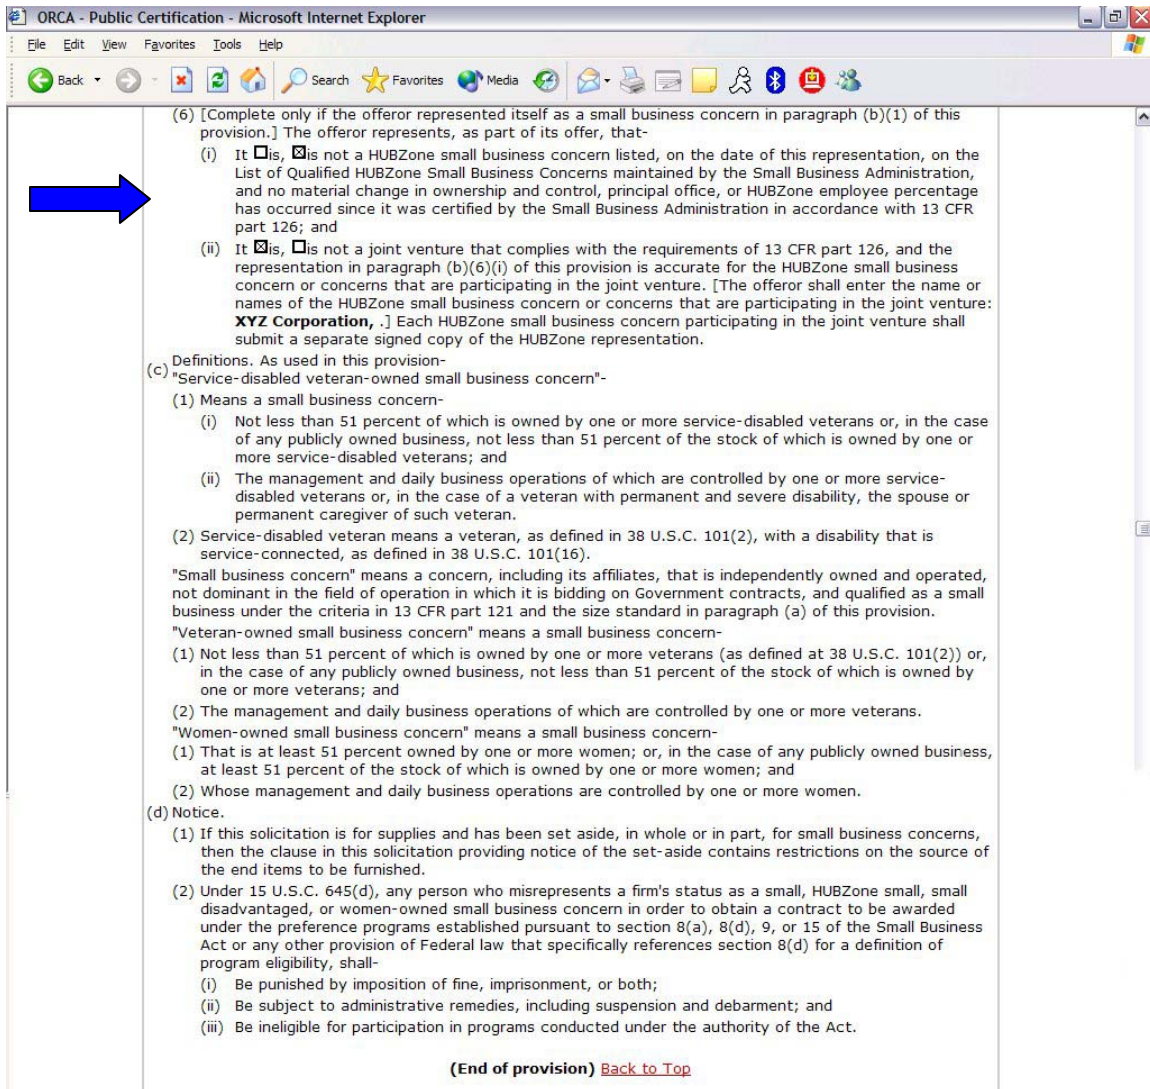 ORCA - Public Certification - Microsoft Internet Explorer
File Edit View Favorites Tools Help
Back Search Favorites Media
(6) [Complete only if the offeror represented itself as a small business concern in paragraph (b)(1) of this
provision.] The offeror represents, as part of its offer, that-
(i) It ☐is, ☒is not a HUBZone small business concern listed, on the date of this representation, on the
List of Qualified HUBZone Small Business Concerns maintained by the Small Business Administration,
and no material change in ownership and control, principal office, or HUBZone employee percentage
has occurred since it was certified by the Small Business Administration in accordance with 13 CFR
part 126; and
(ii) It ☒is, ☐is not a joint venture that complies with the requirements of 13 CFR part 126, and the
representation in paragraph (b)(6)(i) of this provision is accurate for the HUBZone small business
concern or concerns that are participating in the joint venture. [The offeror shall enter the name or
names of the HUBZone small business concern or concerns that are participating in the joint venture:
XYZ Corporation, .] Each HUBZone small business concern participating in the joint venture shall
submit a separate signed copy of the HUBZone representation.
(c) Definitions. As used in this provision-
"Service-disabled veteran-owned small business concern"-
(1) Means a small business concern-
(i) Not less than 51 percent of which is owned by one or more service-disabled veterans or, in the case
of any publicly owned business, not less than 51 percent of the stock of which is owned by one or
more service-disabled veterans; and
(ii) The management and daily business operations of which are controlled by one or more service-
disabled veterans or, in the case of a veteran with permanent and severe disability, the spouse or
permanent caregiver of such veteran.
(2) Service-disabled veteran means a veteran, as defined in 38 U.S.C. 101(2), with a disability that is
service-connected, as defined in 38 U.S.C. 101(16).
"Small business concern" means a concern, including its affiliates, that is independently owned and operated,
not dominant in the field of operation in which it is bidding on Government contracts, and qualified as a small
business under the criteria in 13 CFR part 121 and the size standard in paragraph (a) of this provision.
"Veteran-owned small business concern" means a small business concern-
(1) Not less than 51 percent of which is owned by one or more veterans (as defined at 38 U.S.C. 101(2)) or,
in the case of any publicly owned business, not less than 51 percent of the stock of which is owned by
one or more veterans; and
(2) The management and daily business operations of which are controlled by one or more veterans.
"Women-owned small business concern" means a small business concern-
(1) That is at least 51 percent owned by one or more women; or, in the case of any publicly owned business,
at least 51 percent of the stock of which is owned by one or more women; and
(2) Whose management and daily business operations are controlled by one or more women.
(d) Notice.
(1) If this solicitation is for supplies and has been set aside, in whole or in part, for small business concerns,
then the clause in this solicitation providing notice of the set-aside contains restrictions on the source of
the end items to be furnished.
(2) Under 15 U.S.C. 645(d), any person who misrepresents a firm's status as a small, HUBZone small, small
disadvantaged, or women-owned small business concern in order to obtain a contract to be awarded
under the preference programs established pursuant to section 8(a), 8(d), 9, or 15 of the Small Business
Act or any other provision of Federal law that specifically references section 8(d) for a definition of
program eligibility, shall-
(i) Be punished by imposition of fine, imprisonment, or both;
(ii) Be subject to administrative remedies, including suspension and debarment; and
(iii) Be ineligible for participation in programs conducted under the authority of the Act.
(End of provision) Back to Top